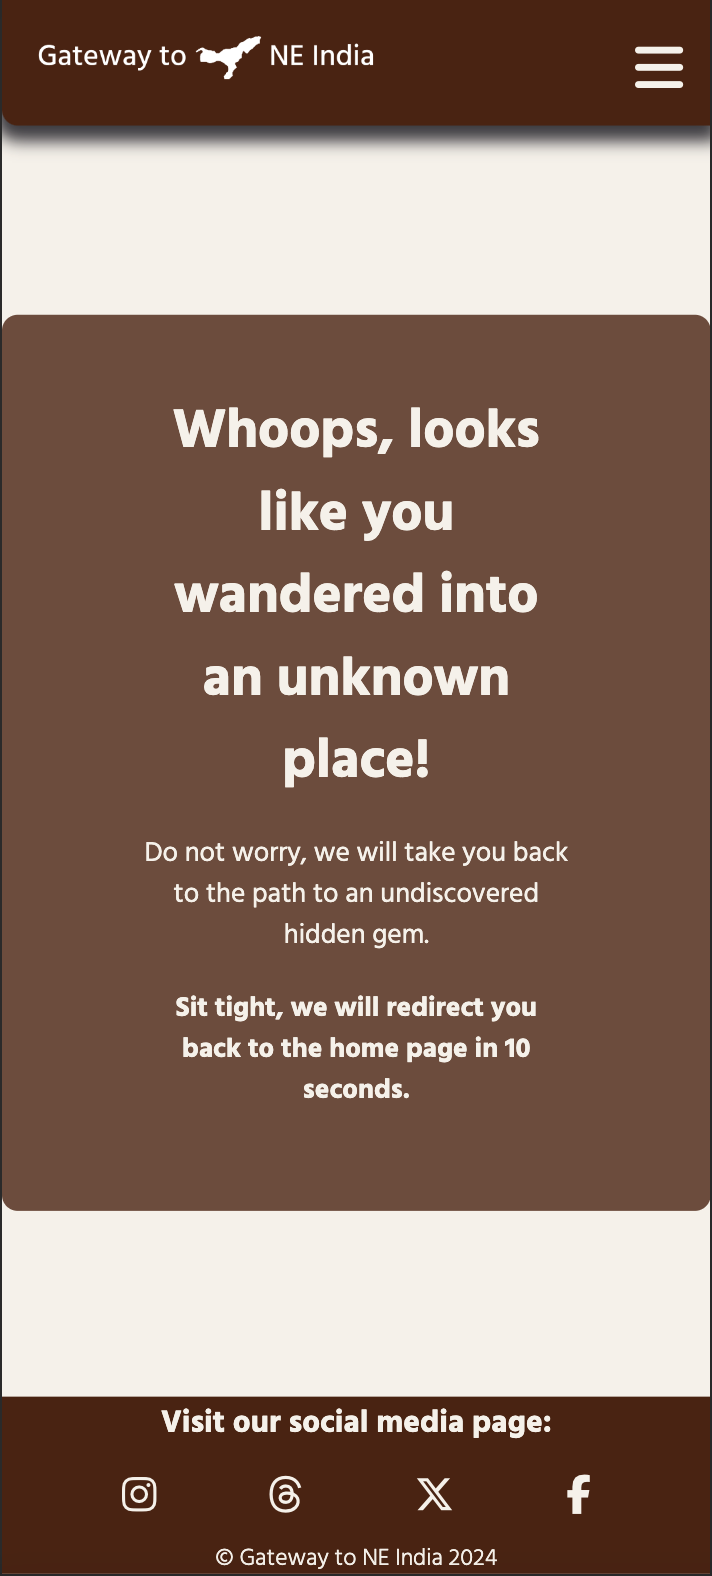 Gateway to NE India
Whoops, looks
like you
wandered into
an unknown
place!
Do not worry, we will take you back
to the path to an undiscovered
hidden gem.
Sit tight, we will redirect you
back to the home page in 10
seconds.
Visit our social media page:
© Gateway to NE India 2024